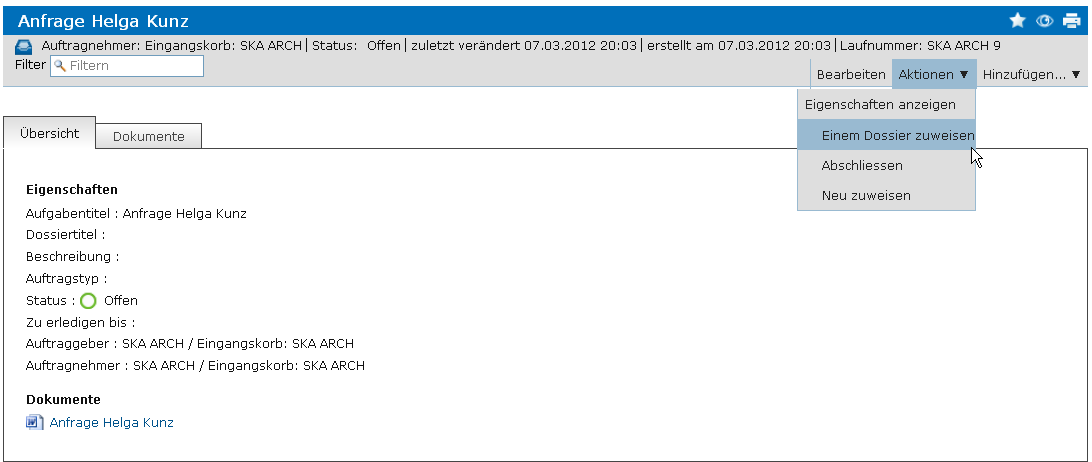 Anfrage Helga Kunz
Auftragnehmer: Eingangskorb: SKA ARCH | Status: Offen | zuletzt verändert 07.03.2012 20:03 | erstellt am 07.03.2012 20:03 | Laufnummer: SKA ARCH 9
Filter Filtern
Bearbeiten Aktionen ▼ Hinzufügen... ▼
Eigenschaften anzeigen
Einem Dossier zuweisen
Abschliessen
Neu zuweisen
Übersicht Dokumente
Eigenschaften
Aufgabentitel : Anfrage Helga Kunz
Dossiertitel :
Beschreibung :
Auftragstyp :
Status : Offen
Zu erledigen bis :
Auftraggeber : SKA ARCH / Eingangskorb: SKA ARCH
Auftragnehmer : SKA ARCH / Eingangskorb: SKA ARCH
Dokumente
Anfrage Helga Kunz